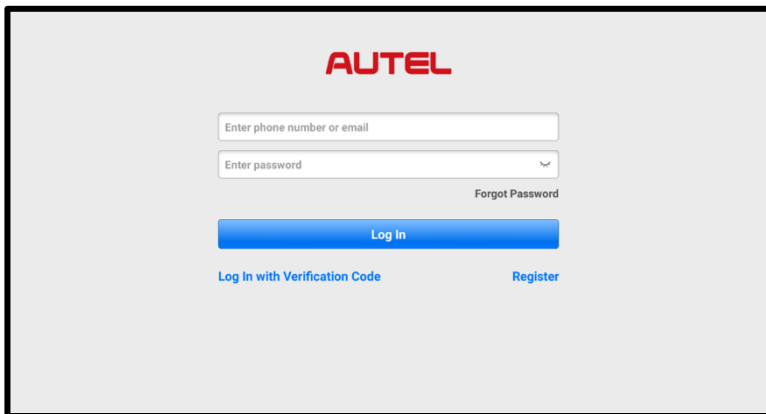 AUTEL
Enter phone number or email
Enter password
Forgot Password
Log In
Log In with Verification Code Register